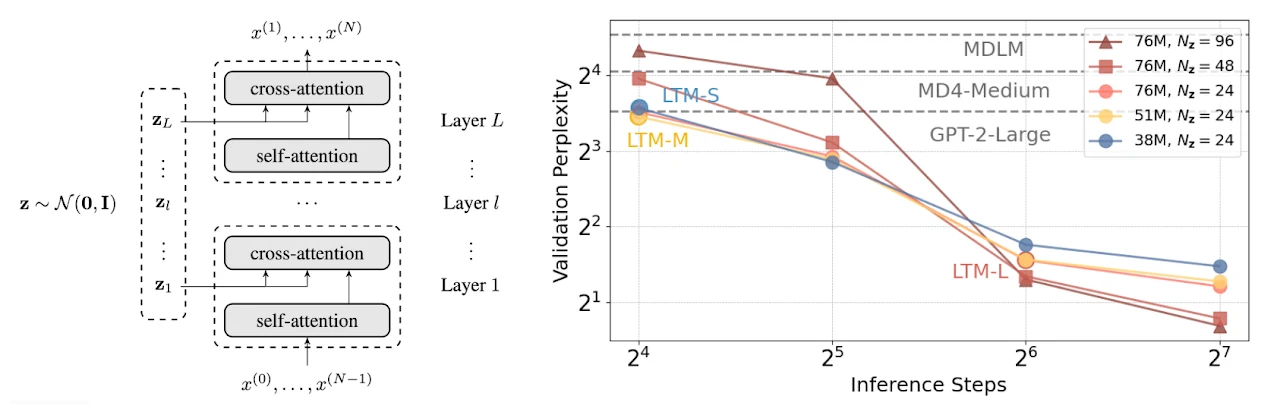 x^{(1)}, . . . , x^{(N)}
cross-attention
z_L
Layer L
self-attention
⋮ ⋮
z ∼ N(0, I)
z_l
· · ·
Layer l
⋮ ⋮
cross-attention
z_1
Layer 1
self-attention
x^{(0)}, . . . , x^{(N−1)}
Validation Perplexity
2^4
2^3
2^2
2^1
MDLM
MD4-Medium
GPT-2-Large
LTM-S
LTM-M
LTM-L
76M, N_z = 96
76M, N_z = 48
76M, N_z = 24
51M, N_z = 24
38M, N_z = 24
2^4 2^5 2^6 2^7
Inference Steps